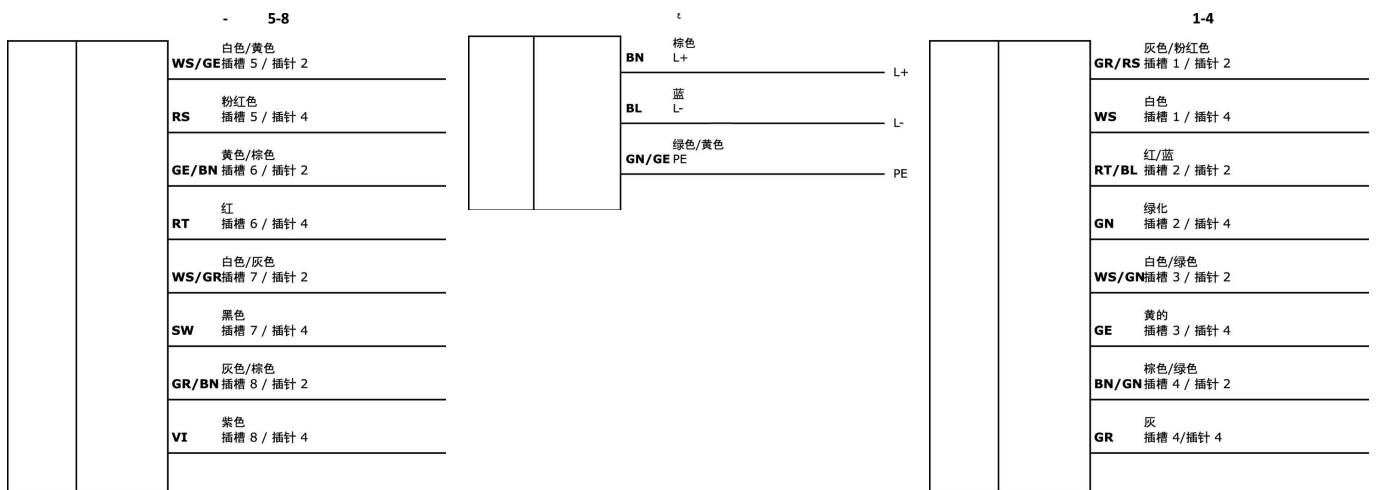 - 5-8
白色/黄色
WS/GE 插槽 5 / 插针 2
粉红色
RS 插槽 5 / 插针 4
黄色/棕色
GE/BN 插槽 6 / 插针 2
红
RT 插槽 6 / 插针 4
白色/灰色
WS/GR 插槽 7 / 插针 2
黑色
SW 插槽 7 / 插针 4
灰色/棕色
GR/BN 插槽 8 / 插针 2
紫色
VI 插槽 8 / 插针 4
棕色
BN L+
L+
蓝
BL L-
L-
绿色/黄色
GN/GE PE
PE
1-4
灰色/粉红色
GR/RS 插槽 1 / 插针 2
白色
WS 插槽 1 / 插针 4
红/蓝
RT/BL 插槽 2 / 插针 2
绿化
GN 插槽 2 / 插针 4
白色/绿色
WS/GN 插槽 3 / 插针 2
黄的
GE 插槽 3 / 插针 4
棕色/绿色
BN/GN 插槽 4 / 插针 2
灰
GR 插槽 4/插针 4